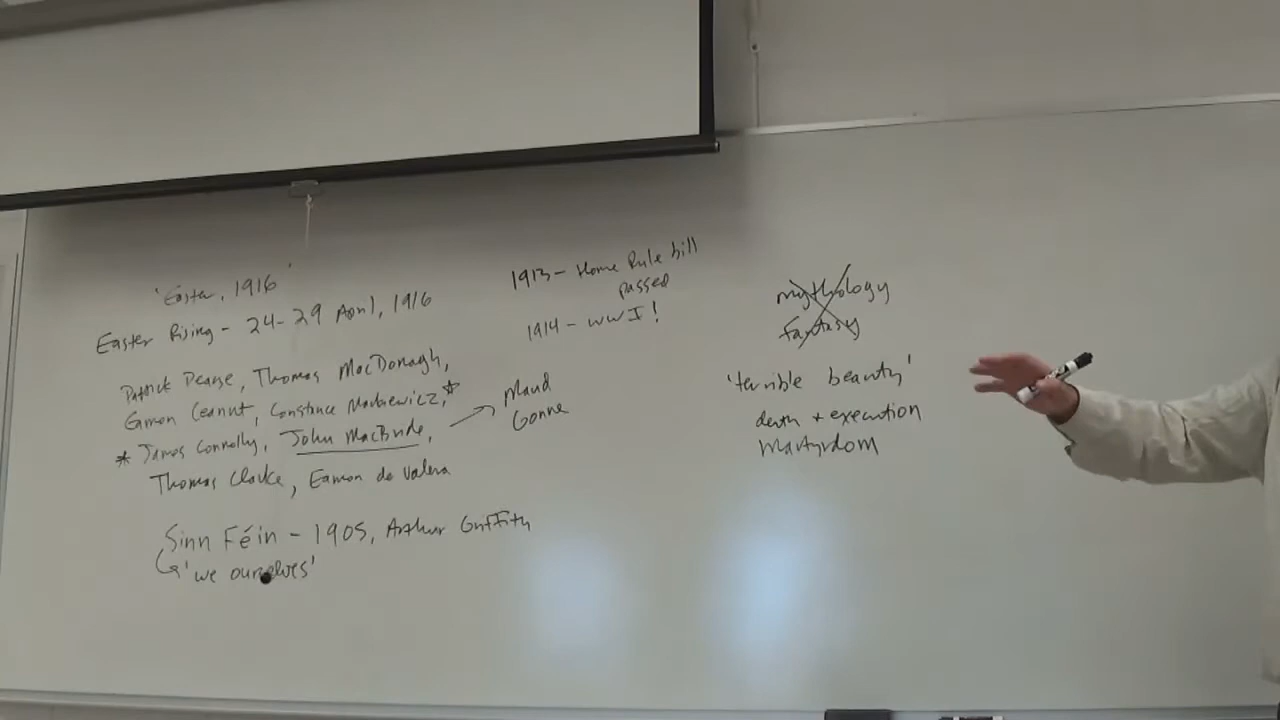 'Easter, 1916'
Easter Rising - 24-29 April, 1916
Patrick Pearse, Thomas MacDonagh,
Eamon Ceannt, Constance Markiewicz,*
* James Connolly, John MacBride,
Thomas Clarke, Eamon de Valera
Sinn Féin - 1905, Arthur Griffith
'we ourselves'
1913 - Home Rule bill
passed
1914 - WWI!
Maud
Gonne
mythology
fantasy
'terrible beauty'
death + execution
Martyrdom